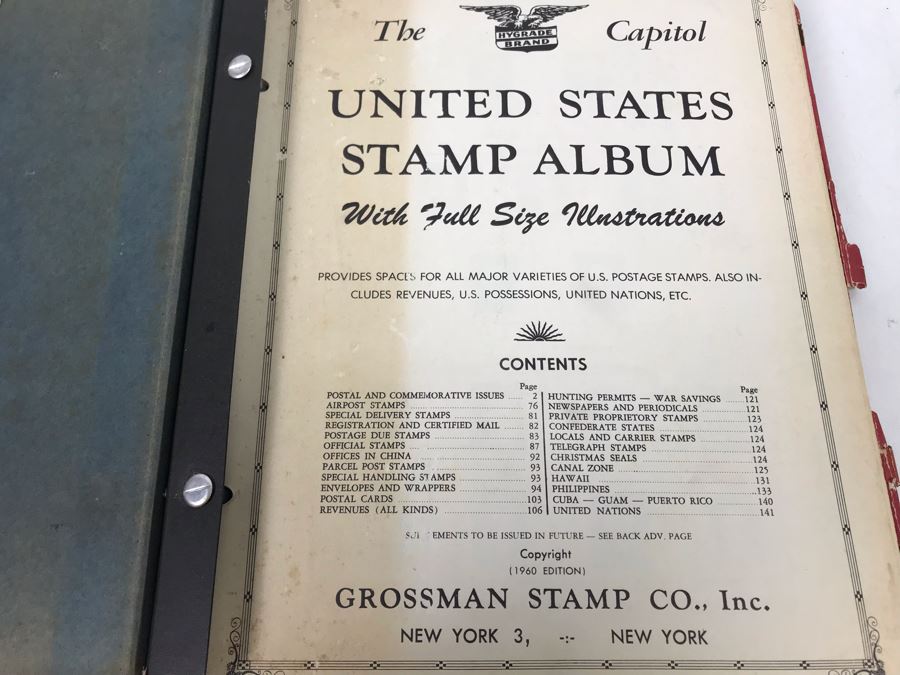 The HYGRADE BRAND Capitol
UNITED STATES
STAMP ALBUM
With Full Size Illnstrations
PROVIDES SPACES FOR ALL MAJOR VARIETIES OF U.S. POSTAGE STAMPS. ALSO IN-
CLUDES REVENUES, U.S. POSSESSIONS, UNITED NATIONS, ETC.
CONTENTS
Page
POSTAL AND COMMEMORATIVE ISSUES 2
AIRPOST STAMPS 76
SPECIAL DELIVERY STAMPS 81
REGISTRATION AND CERTIFIED MAIL 82
POSTAGE DUE STAMPS 83
OFFICIAL STAMPS 87
OFFICES IN CHINA 92
PARCEL POST STAMPS 93
SPECIAL HANDLING STAMPS 93
ENVELOPES AND WRAPPERS 94
POSTAL CARDS 103
REVENUES (ALL KINDS) 106
Page
HUNTING PERMITS — WAR SAVINGS 121
NEWSPAPERS AND PERIODICALS 121
PRIVATE PROPRIETORY STAMPS 123
CONFEDERATE STATES 124
LOCALS AND CARRIER STAMPS 124
TELEGRAPH STAMPS 124
CHRISTMAS SEALS 124
CANAL ZONE 125
HAWAII 131
PHILIPPINES 133
CUBA — GUAM — PUERTO RICO 140
UNITED NATIONS 141
TO BE ISSUED IN FUTURE — SEE BACK ADV. PAGE
Copyright
(1960 EDITION)
GROSSMAN STAMP CO., Inc.
NEW YORK 3, -:- NEW YORK